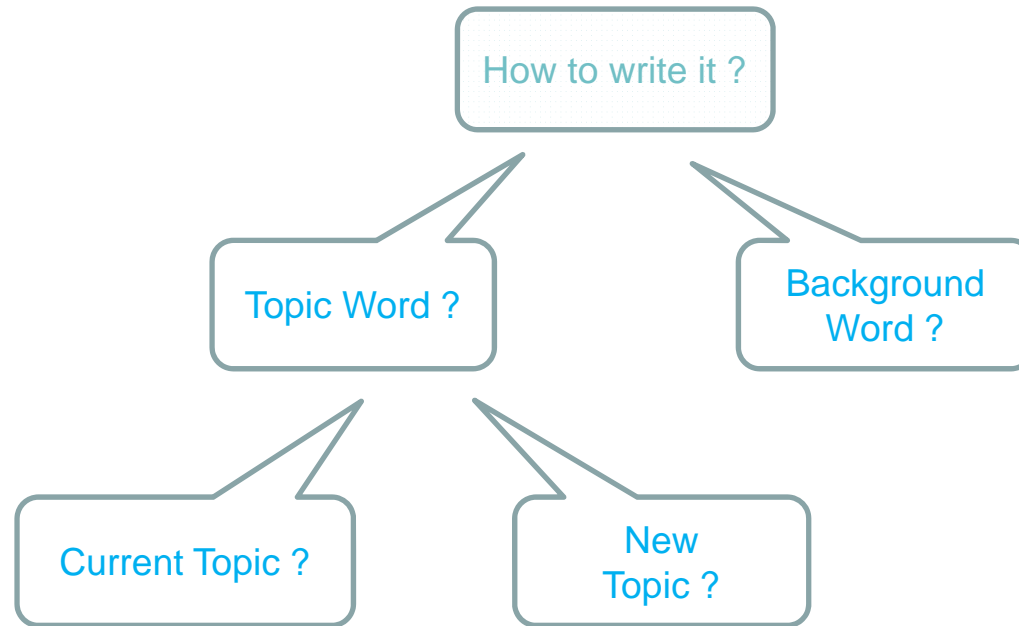 How to write it ?
Topic Word ?
Background
Word ?
Current Topic ?
New
Topic ?